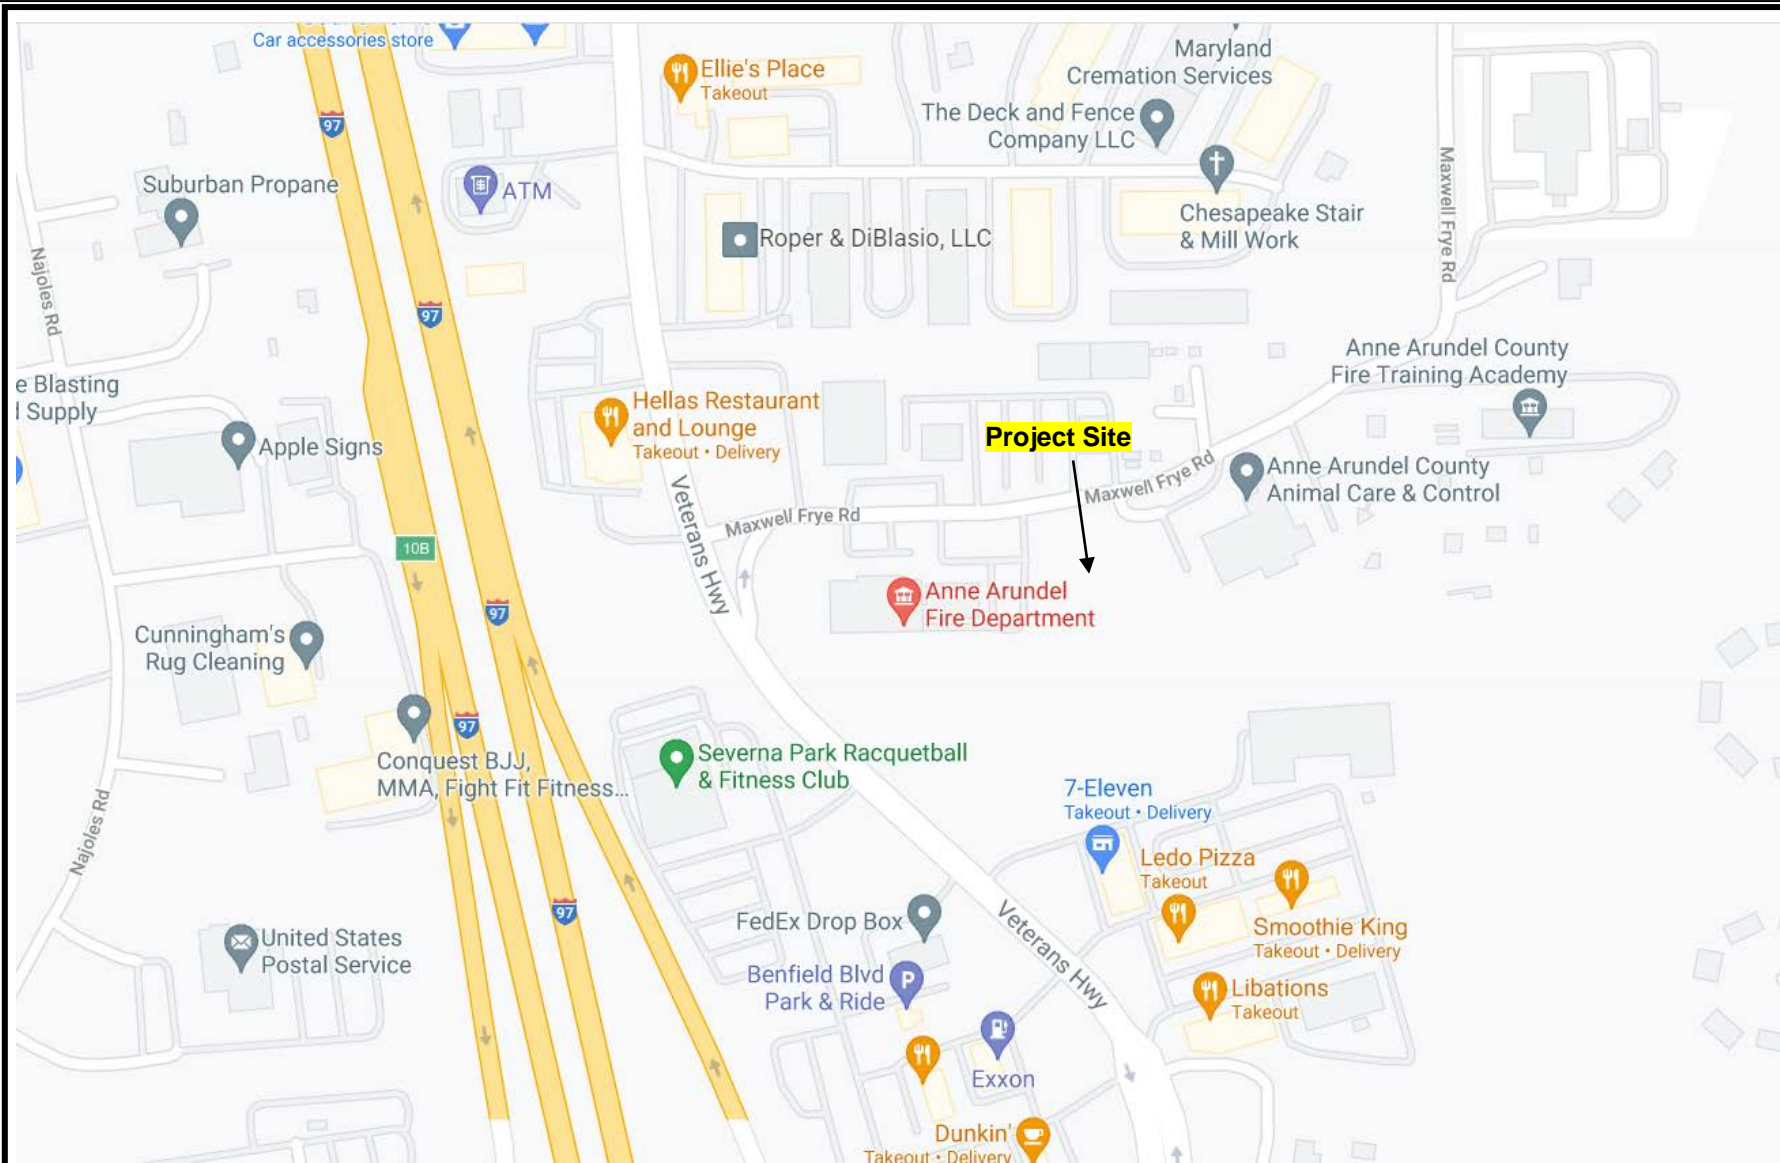 Car accessories store
Ellie's Place
Takeout
Maryland
Cremation Services
The Deck and Fence
Company LLC
97
Suburban Propane
ATM
Maxwell Frye Rd
Chesapeake Stair
& Mill Work
Roper & DiBlasio, LLC
Najoles Rd
97
Anne Arundel County
Fire Training Academy
e Blasting
Supply
Hellas Restaurant
and Lounge
Takeout • Delivery
Project Site
Apple Signs
Anne Arundel County
Animal Care & Control
Maxwell Frye Rd
Veterans Hwy
Maxwell Frye Rd
10B
Anne Arundel
Fire Department
97
Cunningham's
Rug Cleaning
97
Conquest BJJ,
MMA, Fight Fit Fitness...
Severna Park Racquetball
& Fitness Club
7-Eleven
Takeout • Delivery
Najoles Rd
Ledo Pizza
Takeout
97
FedEx Drop Box
Veterans Hwy
Smoothie King
Takeout • Delivery
United States
Postal Service
Benfield Blvd
Park & Ride
P
Libations
Takeout
Exxon
Dunkin'
Takeout • Delivery